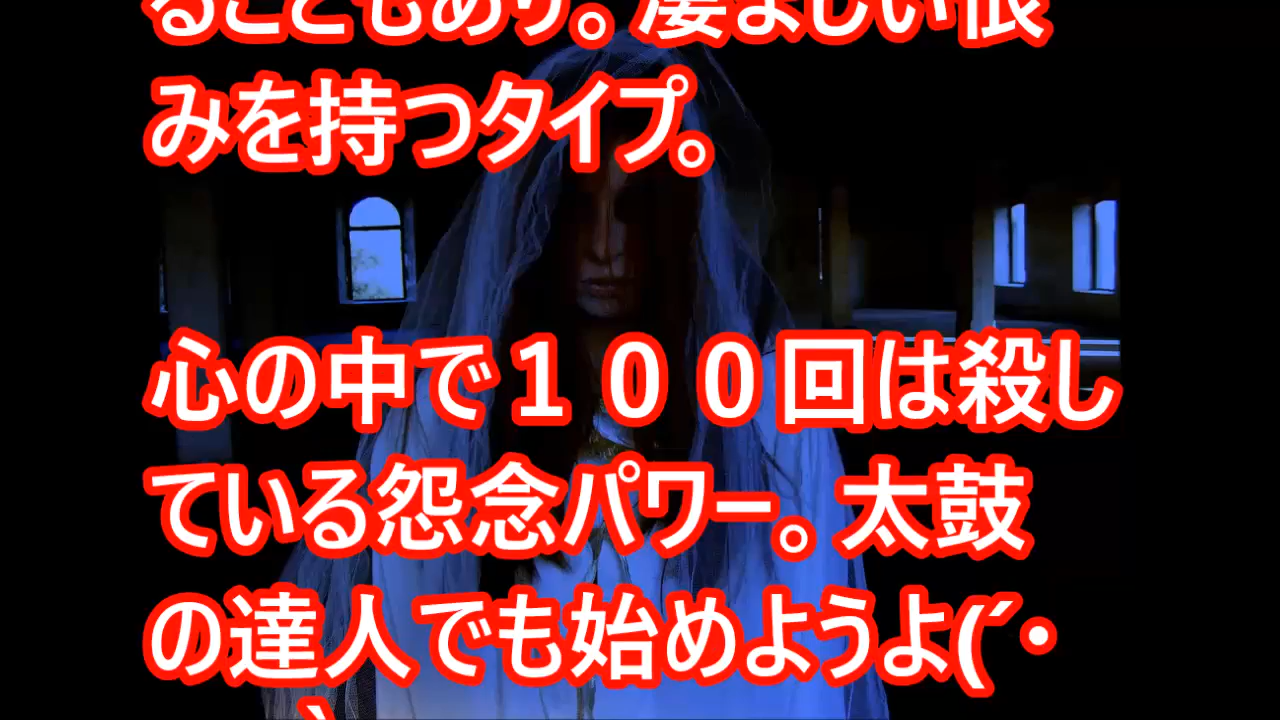 ることもあり。凄まじい恨
みを持つタイプ。
心の中で１００回は殺し
ている怨念パワー。太鼓
の達人でも始めようよ(´・